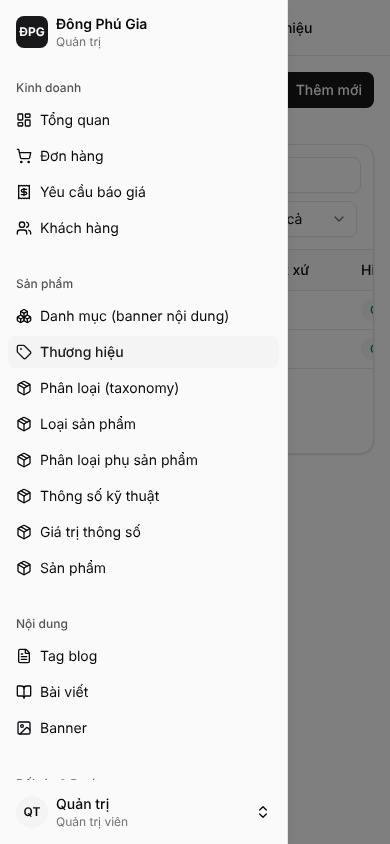 ĐPG
Đông Phú Gia
Quản trị
Kinh doanh
Tổng quan
Đơn hàng
Yêu cầu báo giá
Khách hàng
Sản phẩm
Danh mục (banner nội dung)
Thương hiệu
Phân loại (taxonomy)
Loại sản phẩm
Phân loại phụ sản phẩm
Thông số kỹ thuật
Giá trị thông số
Sản phẩm
Nội dung
Tag blog
Bài viết
Banner
QT
Quản trị
Quản trị viên
Thêm mới
xứ